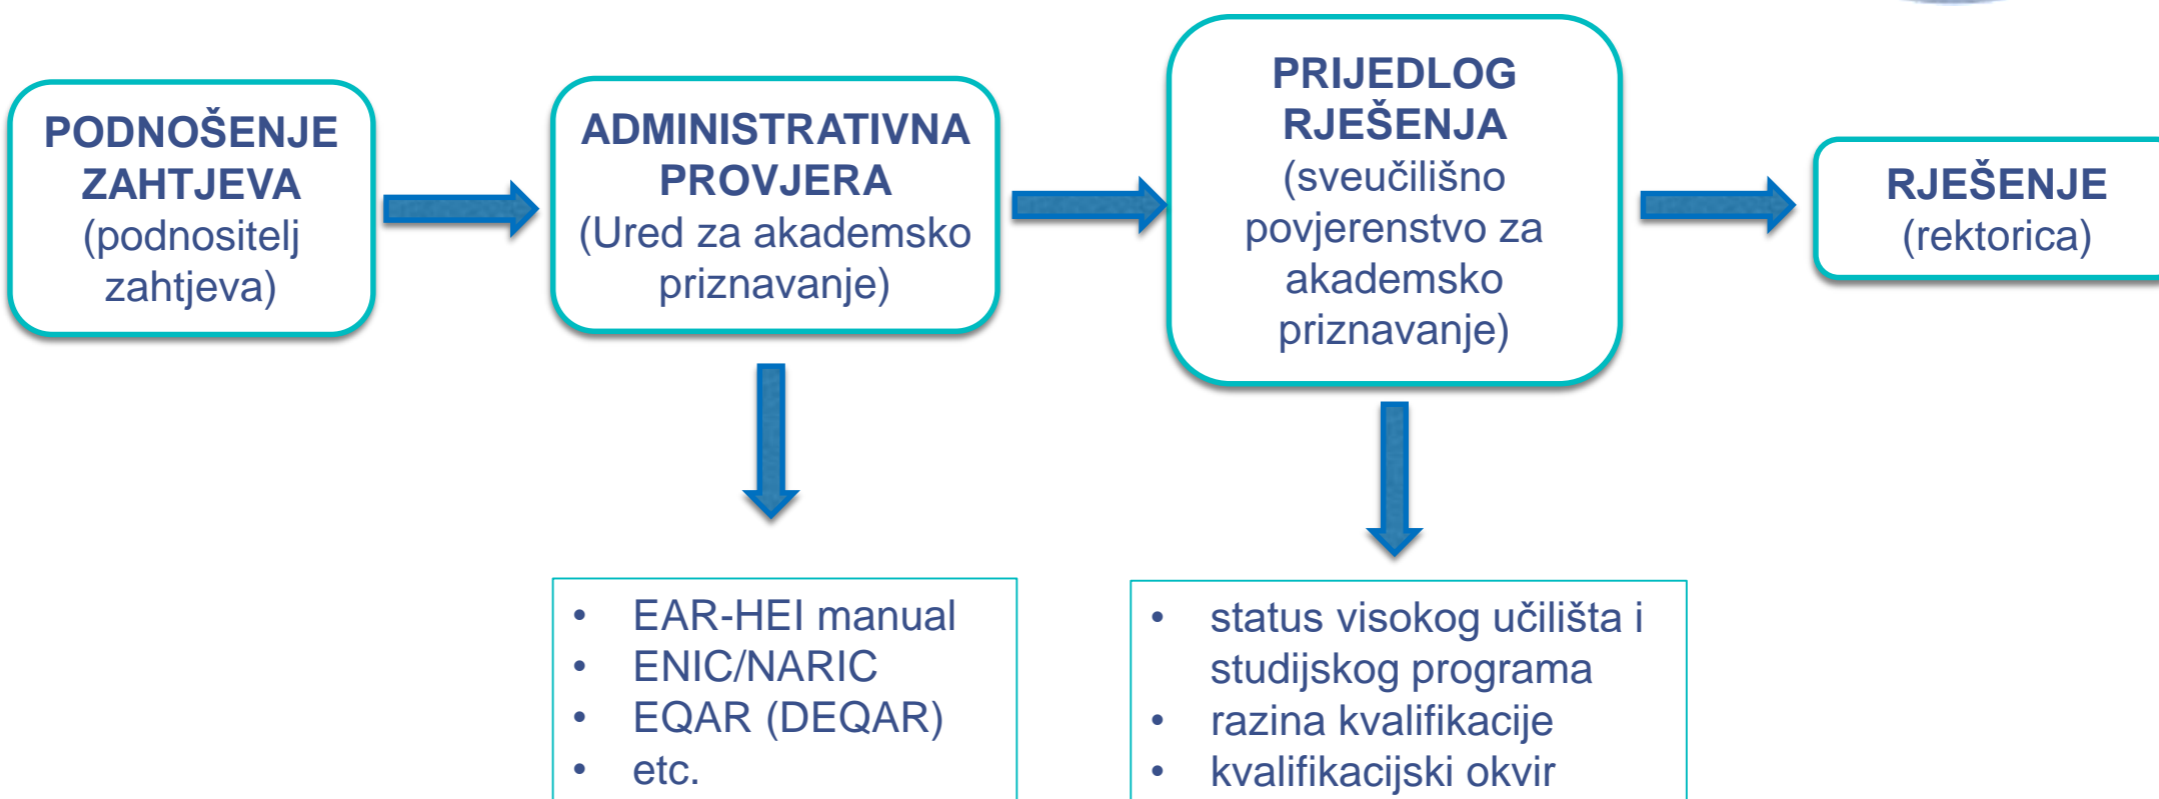 PODNOŠENJE
ZAHTJEVA
(podnositelj
zahtjeva)
ADMINISTRATIVNA
PROVJERA
(Ured za akademsko
priznavanje)
PRIJEDLOG
RJEŠENJA
(sveučilišno
povjerenstvo za
akademsko
priznavanje)
RJEŠENJE
(rektorica)
• EAR-HEI manual
• ENIC/NARIC
• EQAR (DEQAR)
• etc.
• status visokog učilišta i
studijskog programa
• razina kvalifikacije
• kvalifikacijski okvir